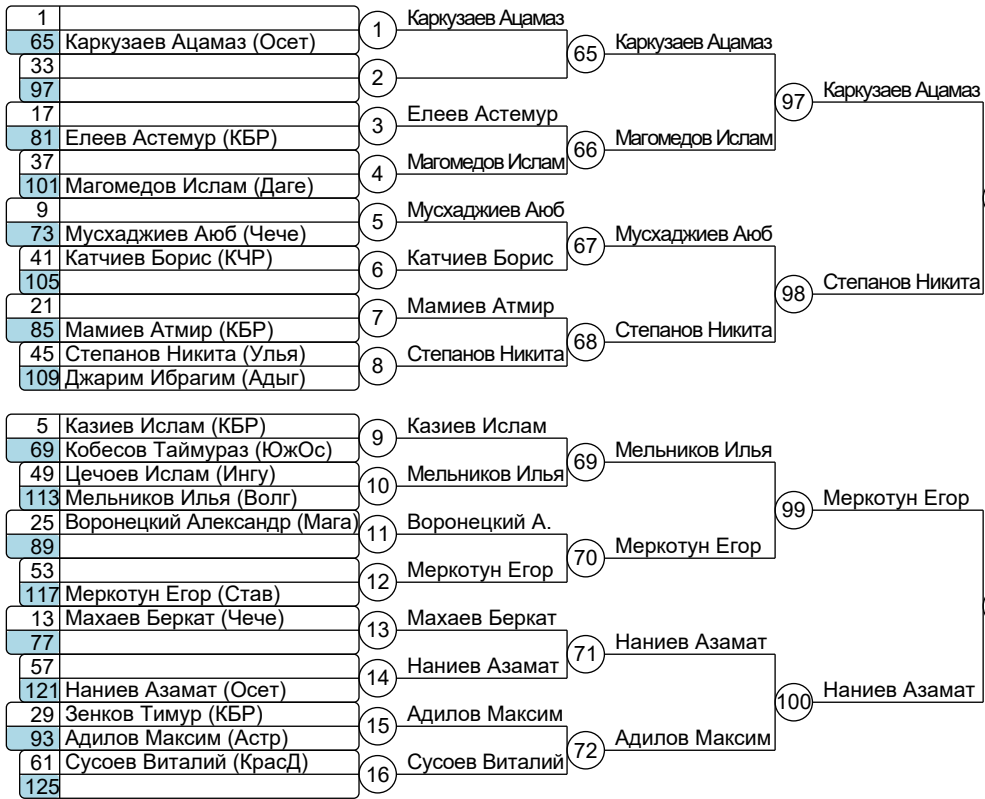 1
65 Каркузаев Ацамаз (Осет)
33
97
17
81 Елеев Астемур (КБР)
37
101 Магомедов Ислам (Даге)
9
73 Мусхаджиев Аюб (Чече)
41 Катчиев Борис (КЧР)
105
21
85 Мамиев Атмир (КБР)
45 Степанов Никита (Улья)
109 Джарим Ибрагим (Адыг)
5 Казиев Ислам (КБР)
69 Кобесов Таймураз (ЮжОс)
49 Цечоев Ислам (Ингу)
113 Мельников Илья (Волг)
25 Воронецкий Александр (Мага)
89
53
117 Меркотун Егор (Став)
13 Махаев Беркат (Чече)
77
57
121 Наниев Азамат (Осет)
29 Зенков Тимур (КБР)
93 Адилов Максим (Астр)
61 Сусоев Виталий (КрасД)
125
1 Каркузаев Ацамаз
2
3 Елеев Астемур
4 Магомедов Ислам
5 Мусхаджиев Аюб
6 Катчиев Борис
7 Мамиев Атмир
8 Степанов Никита
9 Казиев Ислам
10 Мельников Илья
11 Воронецкий А.
12 Меркотун Егор
13 Махаев Беркат
14 Наниев Азамат
15 Адилов Максим
16 Сусоев Виталий
65 Каркузаев Ацамаз
66 Магомедов Ислам
67 Мусхаджиев Аюб
68 Степанов Никита
69 Мельников Илья
70 Меркотун Егор
71 Наниев Азамат
72 Адилов Максим
97 Каркузаев Ацамаз
98 Степанов Никита
99 Меркотун Егор
100 Наниев Азамат